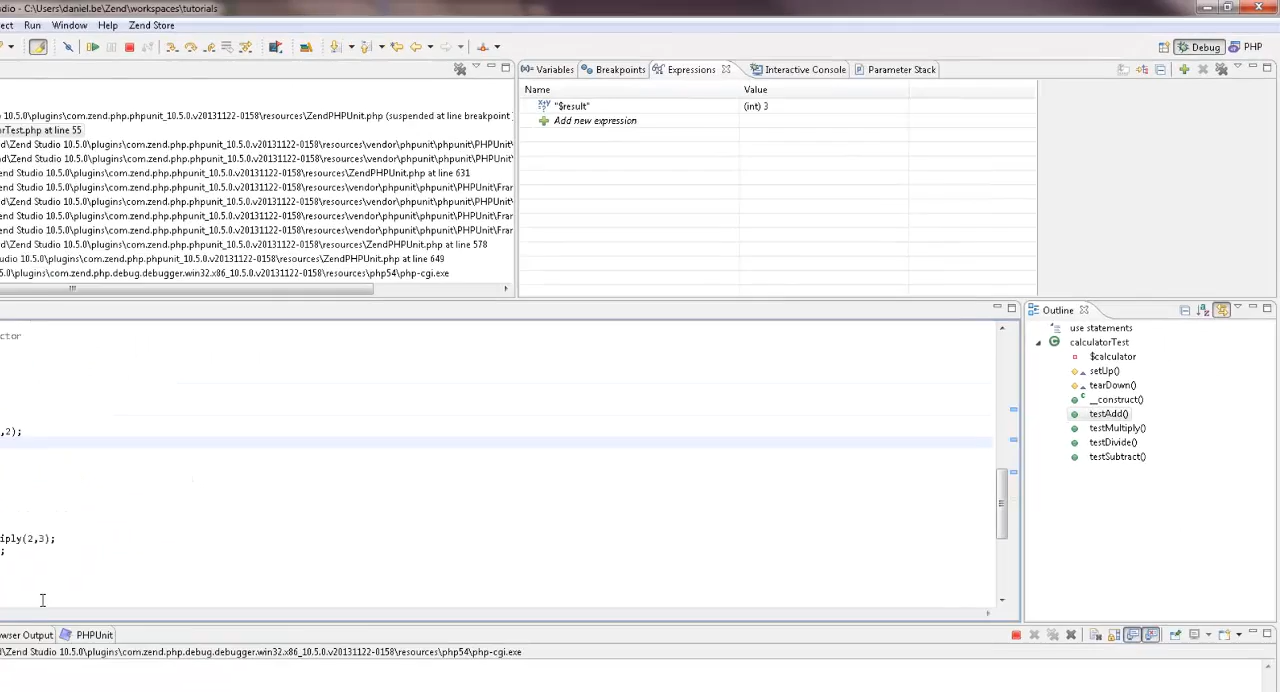 dio - C:\Users\daniel.be\Zend\workspaces\tutorials
ect Run Window Help Zend Store
Debug PHP
Variables Breakpoints Expressions Interactive Console Parameter Stack
Name Value
"$result" (int) 3
Add new expression
10.5.0\plugins\com.zend.php.phpunit_10.5.0.v20131122-0158\resources\ZendPHPUnit.php (suspended at line breakpoint
orTest.php at line 55
d\Zend Studio 10.5.0\plugins\com.zend.php.phpunit_10.5.0.v20131122-0158\resources\vendor\phpunit\phpunit\PHPUnit\
d\Zend Studio 10.5.0\plugins\com.zend.php.phpunit_10.5.0.v20131122-0158\resources\vendor\phpunit\phpunit\PHPUnit\
end Studio 10.5.0\plugins\com.zend.php.phpunit_10.5.0.v20131122-0158\resources\ZendPHPUnit.php at line 631
end Studio 10.5.0\plugins\com.zend.php.phpunit_10.5.0.v20131122-0158\resources\vendor\phpunit\phpunit\PHPUnit\Fran
d\Zend Studio 10.5.0\plugins\com.zend.php.phpunit_10.5.0.v20131122-0158\resources\vendor\phpunit\phpunit\PHPUnit\
end Studio 10.5.0\plugins\com.zend.php.phpunit_10.5.0.v20131122-0158\resources\vendor\phpunit\phpunit\PHPUnit\Frar
end Studio 10.5.0\plugins\com.zend.php.phpunit_10.5.0.v20131122-0158\resources\vendor\phpunit\phpunit\PHPUnit\Frar
d\Zend Studio 10.5.0\plugins\com.zend.php.phpunit_10.5.0.v20131122-0158\resources\ZendPHPUnit.php at line 578
udio 10.5.0\plugins\com.zend.php.phpunit_10.5.0.v20131122-0158\resources\ZendPHPUnit.php at line 649
5.0\plugins\com.zend.php.debug.debugger.win32.x86_10.5.0.v20131122-0158\resources\php54\php-cgi.exe
ctor
,2);
iply(2,3);
;
Outline
use statements
calculatorTest
$calculator
setUp()
tearDown()
__construct()
testAdd()
testMultiply()
testDivide()
testSubtract()
owser Output PHPUnit
d\Zend Studio 10.5.0\plugins\com.zend.php.debug.debugger.win32.x86_10.5.0.v20131122-0158\resources\php54\php-cgi.exe